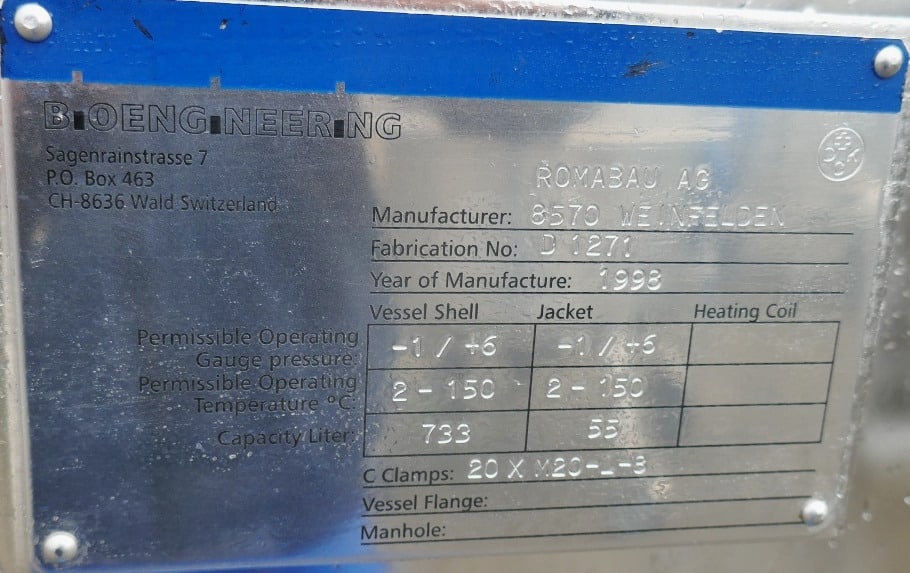 BIOENGINEERING
Sagenrainstrasse 7
P.O. Box 463
CH-8636 Wald Switzerland
ROMABAU AG
Manufacturer: 8570 WEINFELDEN
Fabrication No: D 1271
Year of Manufacture: 1998
Vessel Shell Jacket Heating Coil
Permissible Operating
Gauge pressure: -1 / +6 -1 / +6
Permissible Operating
Temperature °C: 2 - 150 2 - 150
Capacity Liter: 733 55
C Clamps: 20 X
Vessel Flange:
Manhole: